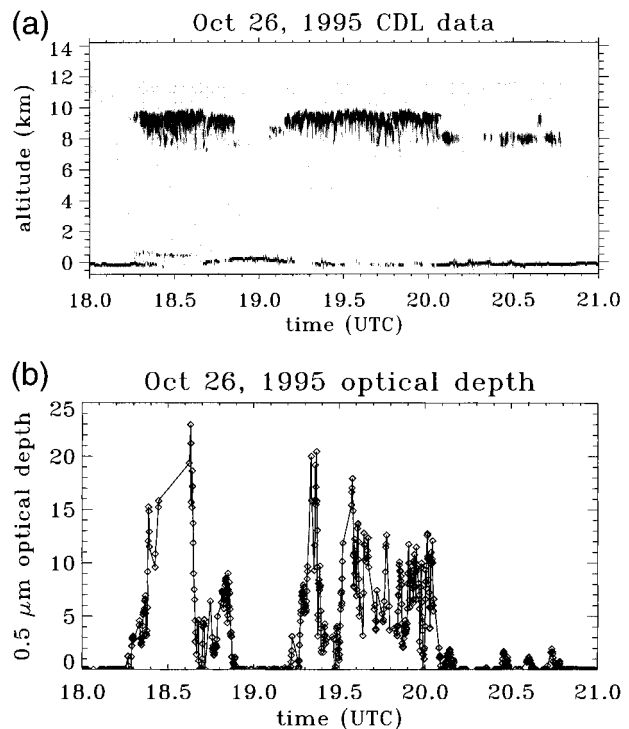 (a) Oct 26, 1995 CDL data
altitude (km)
14
12
10
8
6
4
2
0
18.0 18.5 19.0 19.5 20.0 20.5 21.0
time (UTC)
(b) Oct 26, 1995 optical depth
0.5 μm optical depth
25
20
15
10
5
0
18.0 18.5 19.0 19.5 20.0 20.5 21.0
time (UTC)